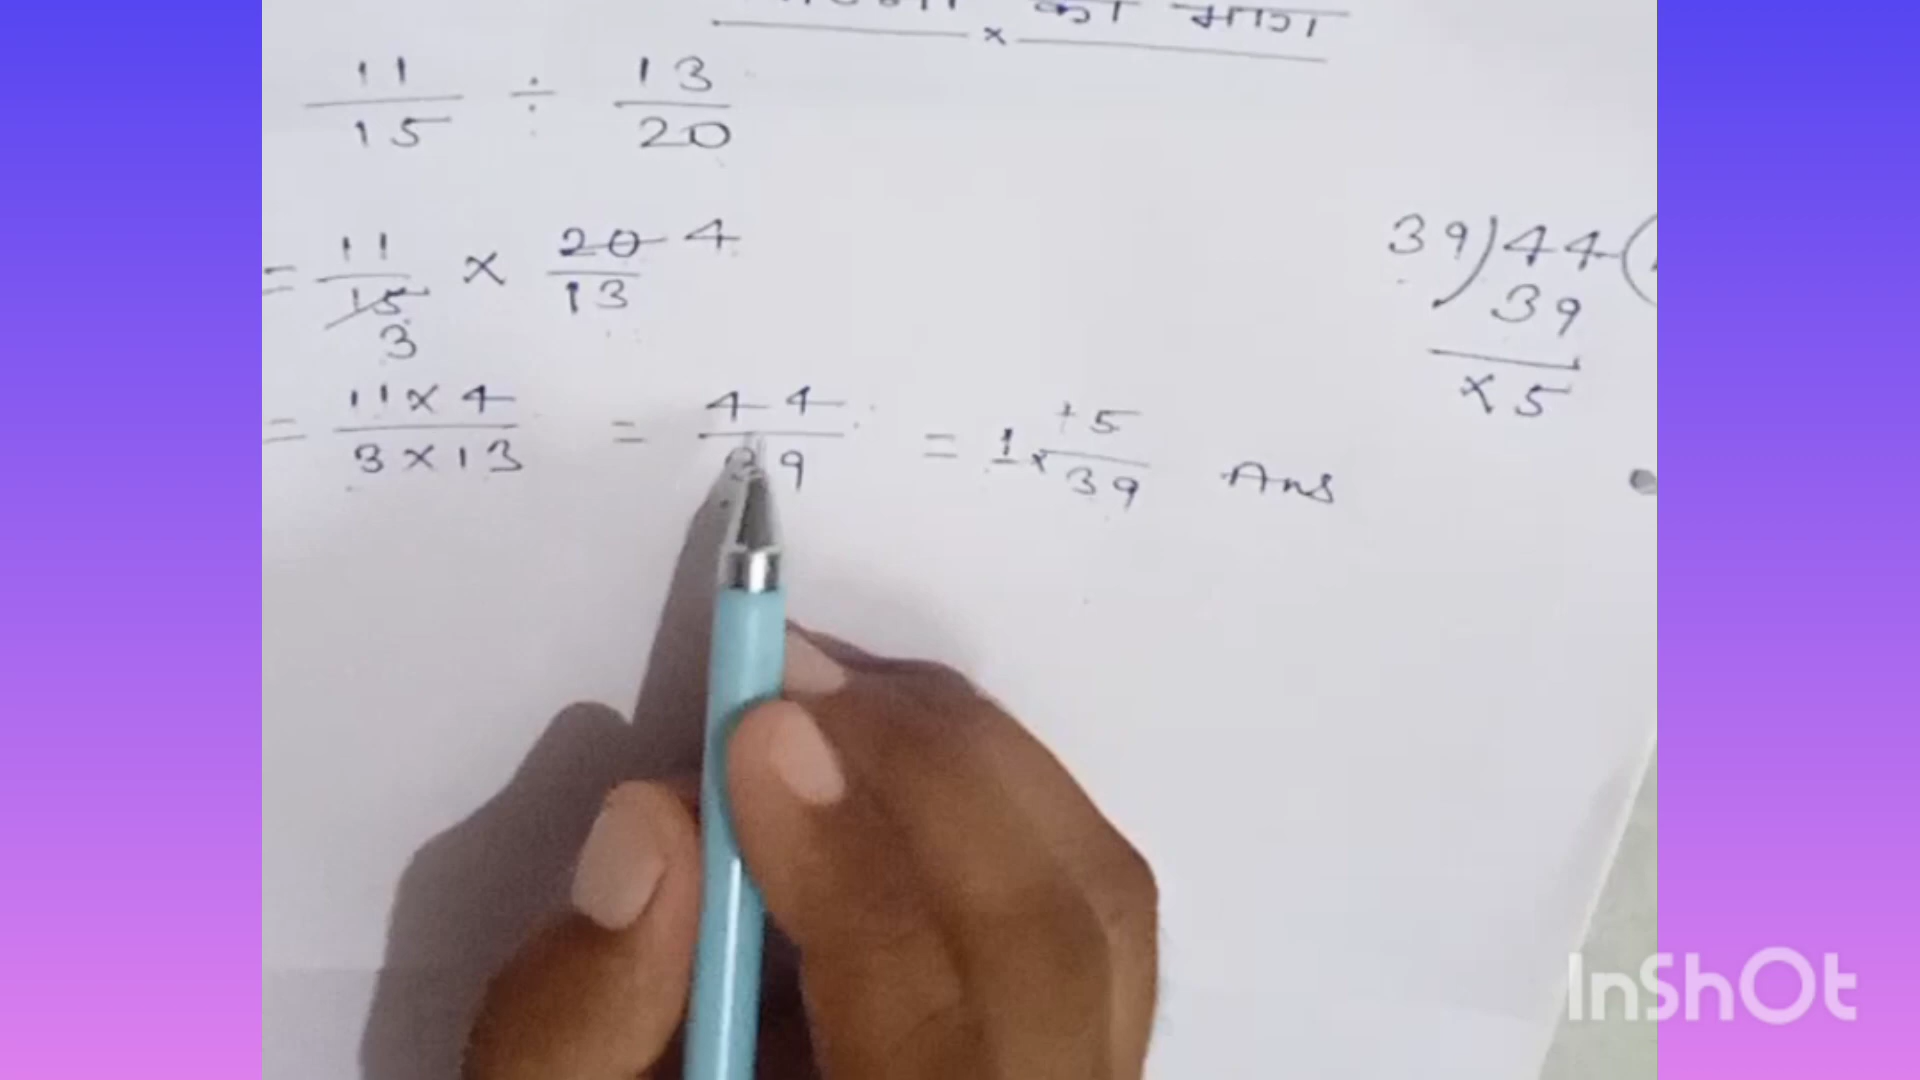 का भाग
×
11/15 ÷ 13/20
= 11/15 × 20/13 4
3
= 11×4/3×13 = 44/39 = 1×+5/39 Ans
39)44(
39
×5
InShOt